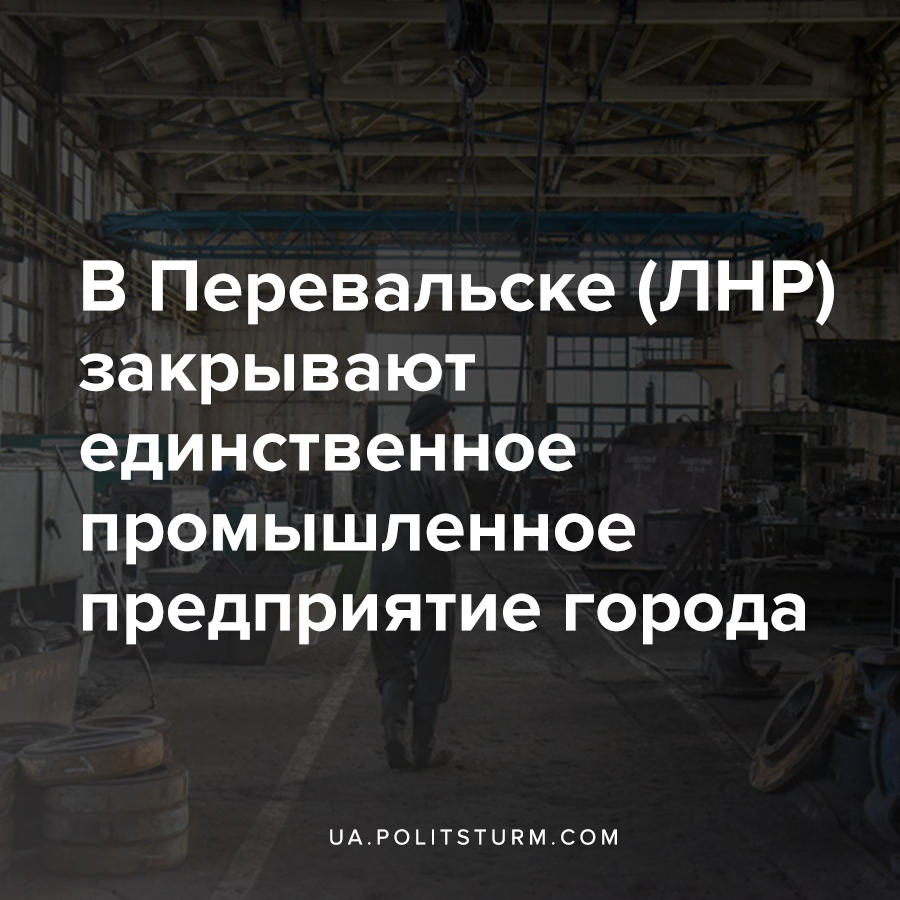 В Перевальске (ЛНР)
закрывают
единственное
промышленное
предприятие города
UA.POLITSTURM.COM